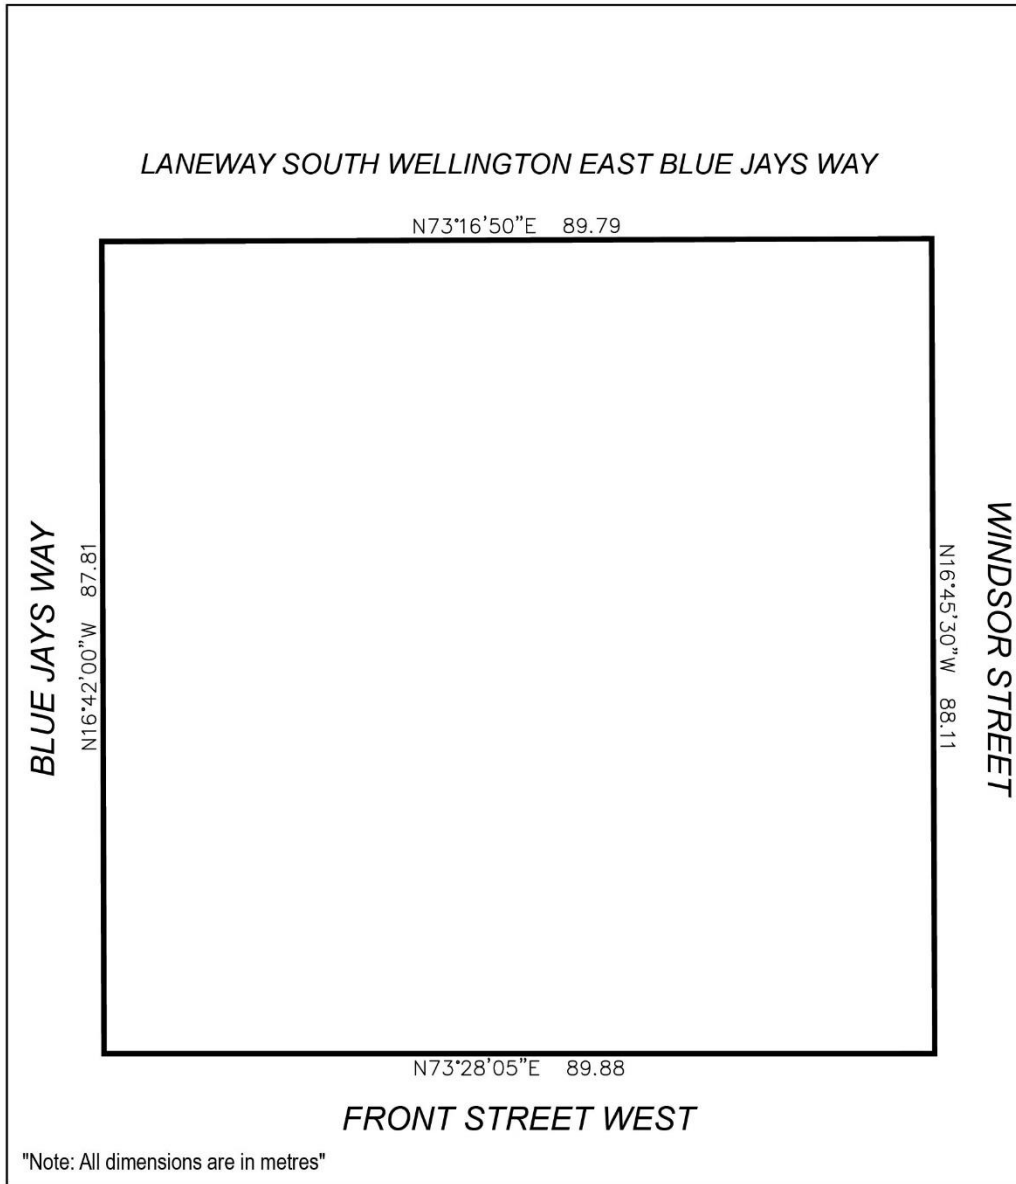 LANEWAY SOUTH WELLINGTON EAST BLUE JAYS WAY
N73°16'50"E 89.79
BLUE JAYS WAY
N16°42'00"W 87.81
N16°45'30"W 88.11
WINDSOR STREET
N73°28'05"E 89.88
FRONT STREET WEST
"Note: All dimensions are in metres"